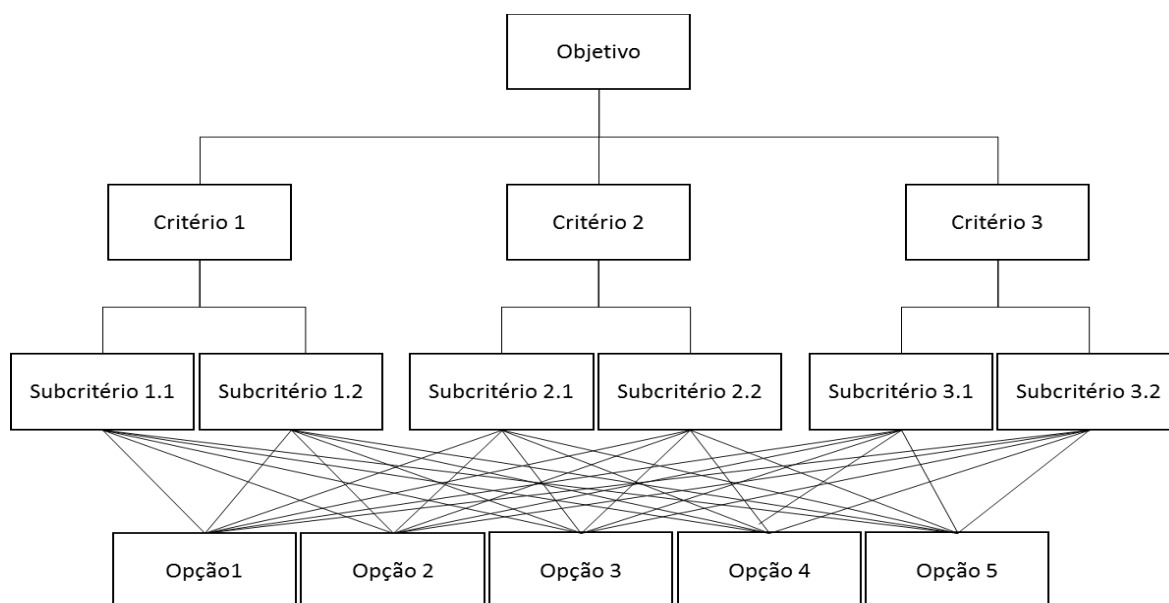 Objetivo
Critério 1
Critério 2
Critério 3
Subcritério 1.1
Subcritério 1.2
Subcritério 2.1
Subcritério 2.2
Subcritério 3.1
Subcritério 3.2
Opção1
Opção 2
Opção 3
Opção 4
Opção 5